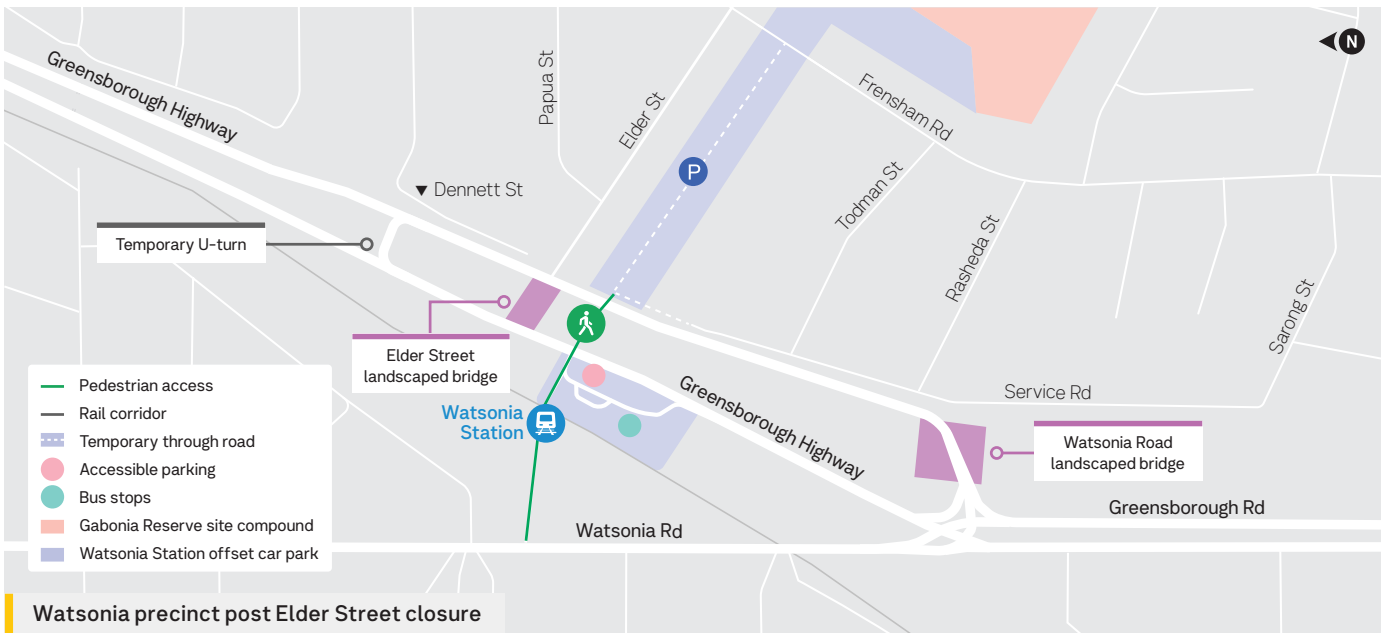 N
Greensborough Highway
Papua St
Elder St
Frensham Rd
P
Dennett St
Todman St
Temporary U-turn
Rasheda St
Sarong St
Elder Street
landscaped bridge
Pedestrian access
Rail corridor
Temporary through road
Accessible parking
Bus stops
Gabonia Reserve site compound
Watsonia Station offset car park
Watsonia
Station
Greensborough Highway
Service Rd
Watsonia Road
landscaped bridge
Greensborough Rd
Watsonia Rd
Watsonia precinct post Elder Street closure